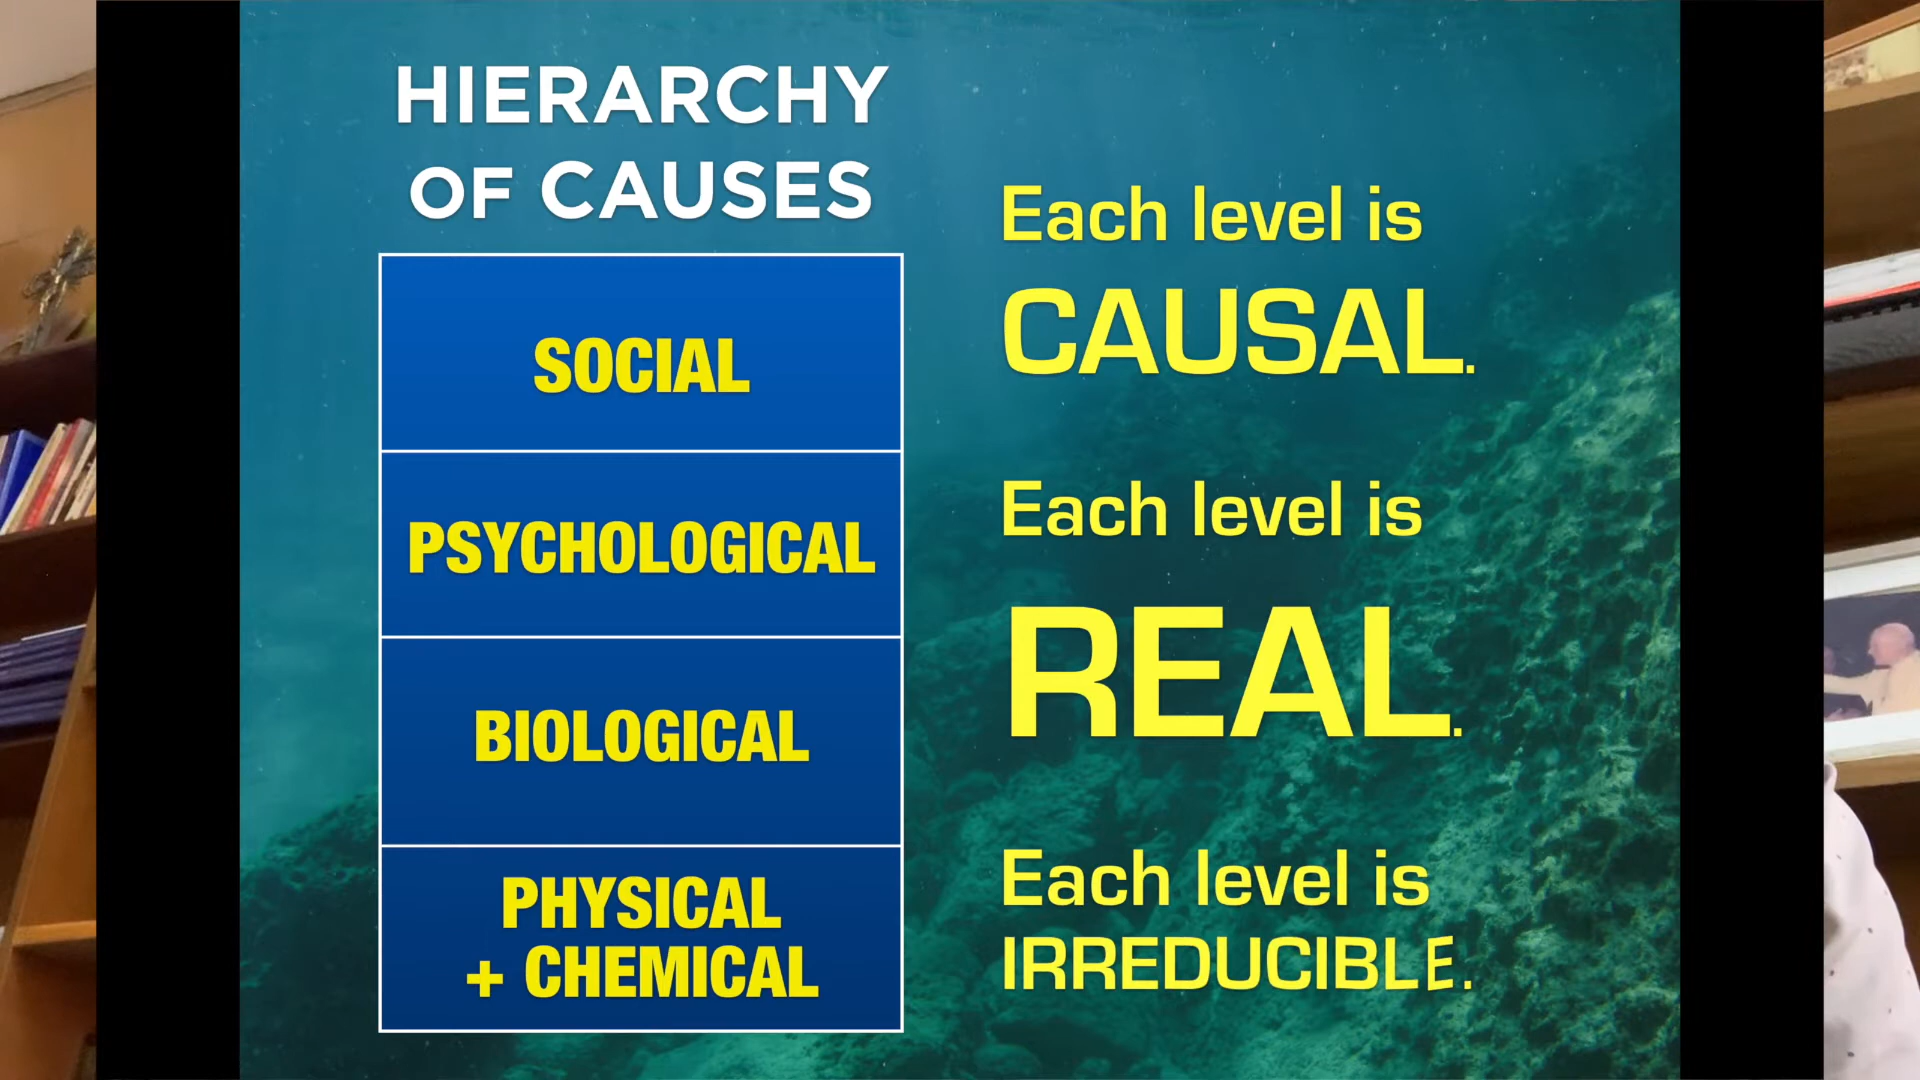 HIERARCHY
OF CAUSES
SOCIAL
PSYCHOLOGICAL
BIOLOGICAL
PHYSICAL
+ CHEMICAL
Each level is
CAUSAL.
Each level is
REAL.
Each level is
IRREDUCIBLE.